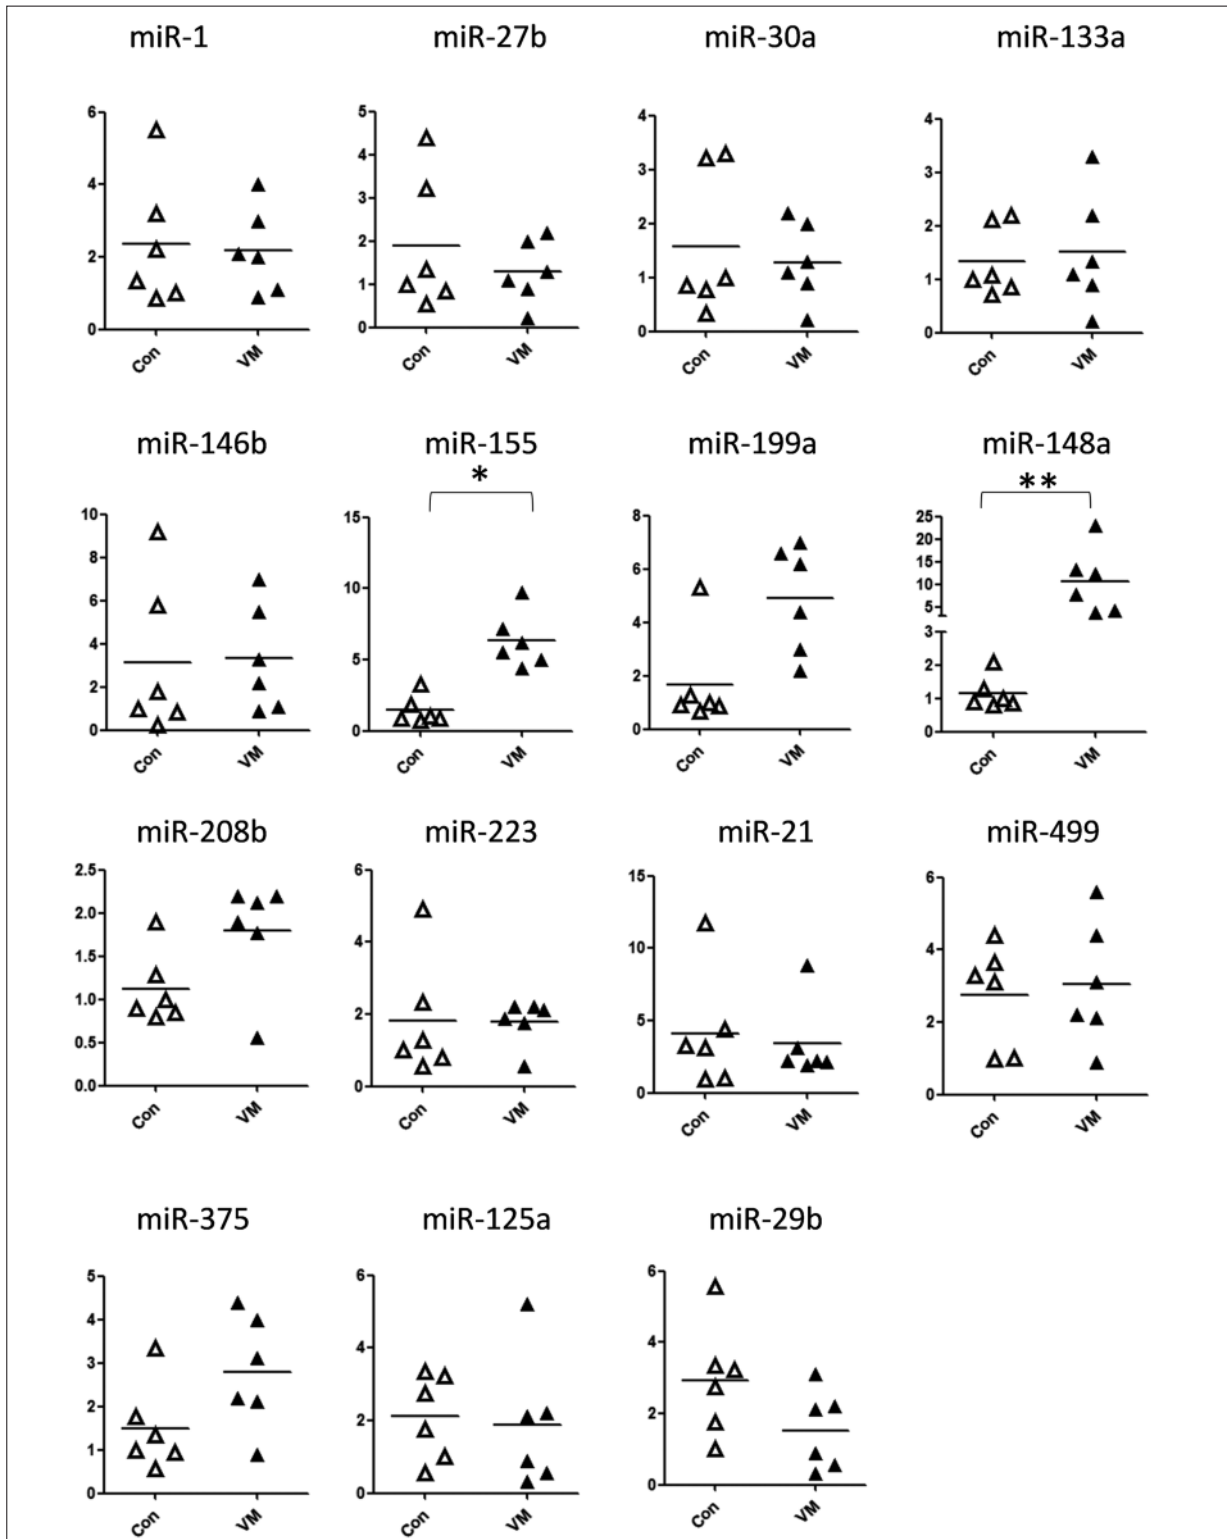 miR-1 miR-27b miR-30a miR-133a
6 4 2 0 Con VM
5 4 3 2 1 0 Con VM
4 3 2 1 0 Con VM
4 3 2 1 0 Con VM
miR-146b miR-155 miR-199a miR-148a
* **
10 8 6 4 2 0 Con VM
15 10 5 0 Con VM
8 6 4 2 0 Con VM
25 20 15 10 5 3 2 1 0 Con VM
miR-208b miR-223 miR-21 miR-499
2.5 2.0 1.5 1.0 0.5 0.0 Con VM
6 4 2 0 Con VM
15 10 5 0 Con VM
6 4 2 0 Con VM
miR-375 miR-125a miR-29b
5 4 3 2 1 0 Con VM
6 4 2 0 Con VM
6 4 2 0 Con VM